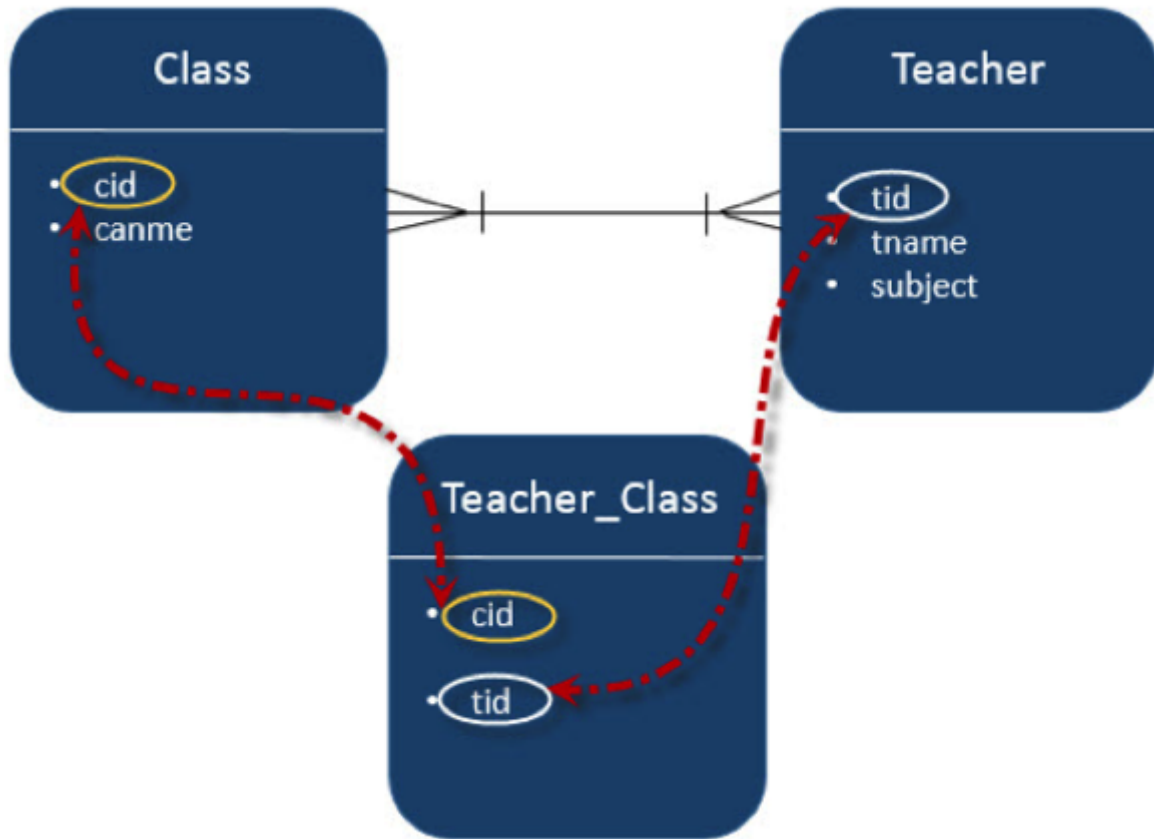 Class
cid
canme
Teacher
tid
tname
subject
Teacher_Class
cid
tid